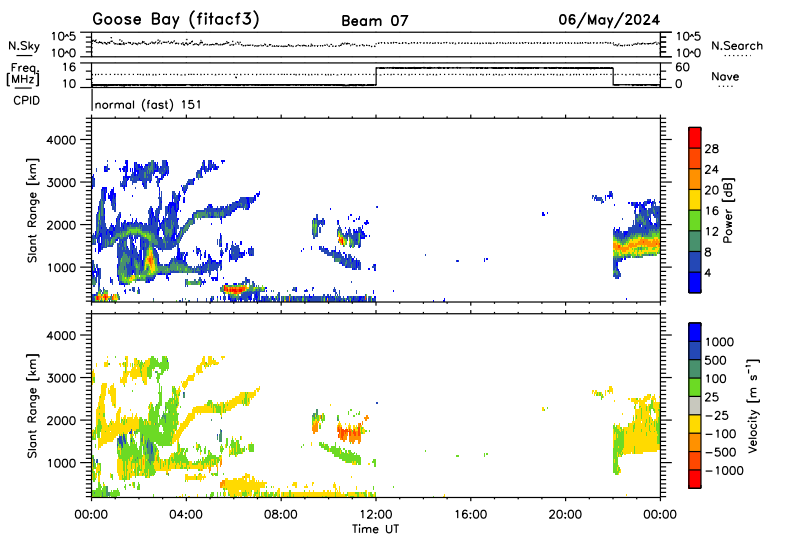 Goose Bay (fitacf3) Beam 07 06/May/2024
N.Sky 10^5 10^0 10^5 10^0 N.Search
Freq. [MHz] 16 10 60 0 Nave
CPID normal (fast) 151
Slant Range [km] 4000 3000 2000 1000
Power [dB] 28 24 20 16 12 8 4
Slant Range [km] 4000 3000 2000 1000
Velocity [m s⁻¹] 1000 500 100 25 −25 −100 −500 −1000
00:00 04:00 08:00 12:00 16:00 20:00 00:00
Time UT